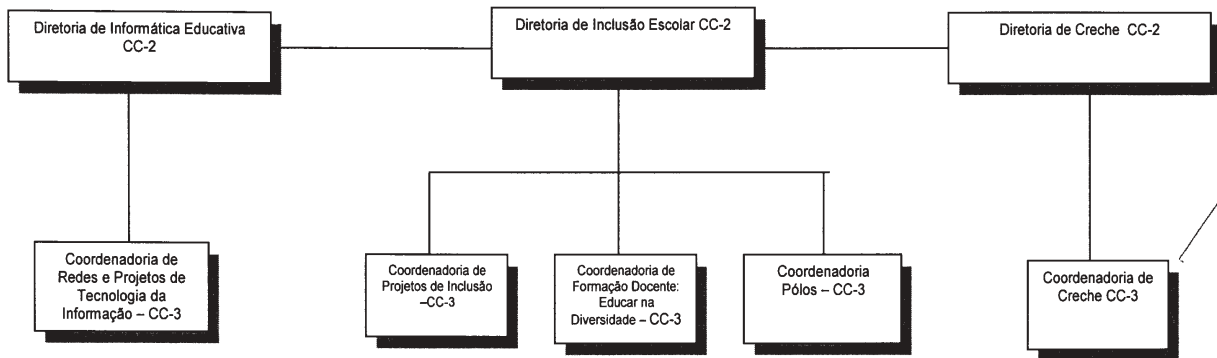 Diretoria de Informática Educativa
CC-2
Diretoria de Inclusão Escolar CC-2
Diretoria de Creche CC-2
Coordenadoria de
Redes e Projetos de
Tecnologia da
Informação – CC-3
Coordenadoria de
Projetos de Inclusão
–CC-3
Coordenadoria de
Formação Docente:
Educar na
Diversidade – CC-3
Coordenadoria
Pólos – CC-3
Coordenadoria de
Creche CC-3